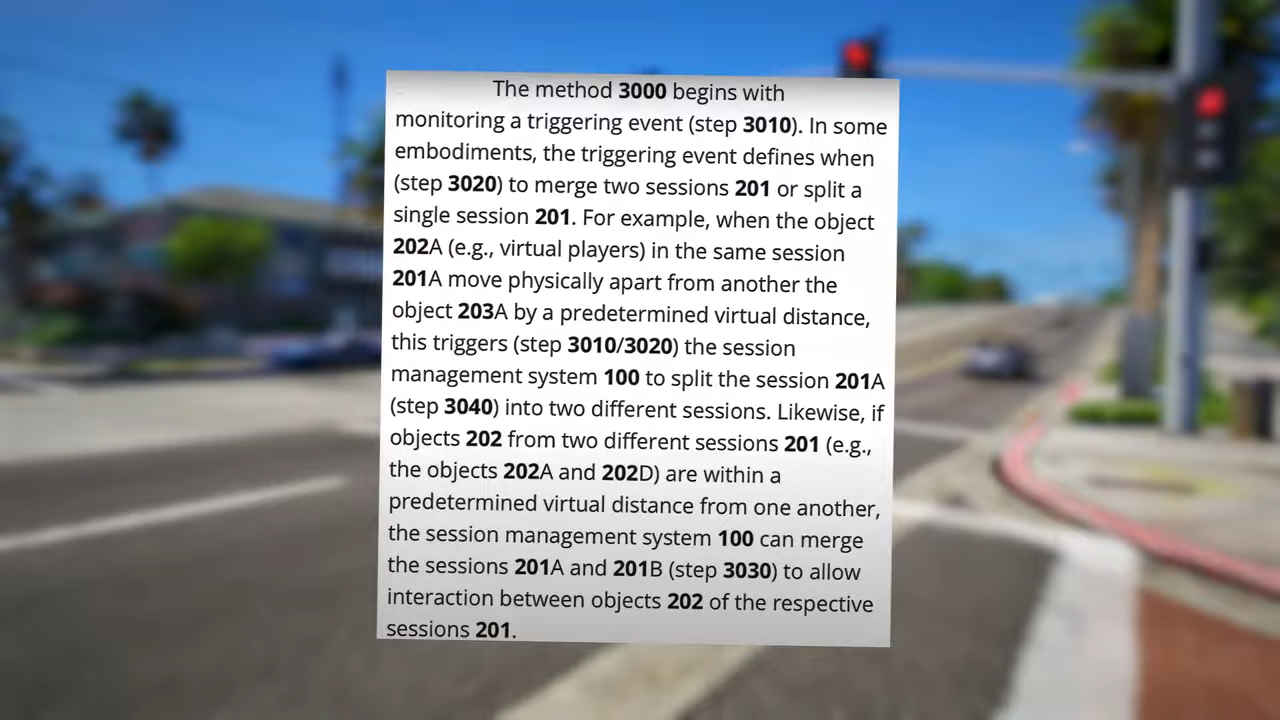 The method 3000 begins with
monitoring a triggering event (step 3010). In some
embodiments, the triggering event defines when
(step 3020) to merge two sessions 201 or split a
single session 201. For example, when the object
202A (e.g., virtual players) in the same session
201A move physically apart from another the
object 203A by a predetermined virtual distance,
this triggers (step 3010/3020) the session
management system 100 to split the session 201A
(step 3040) into two different sessions. Likewise, if
objects 202 from two different sessions 201 (e.g.,
the objects 202A and 202D) are within a
predetermined virtual distance from one another,
the session management system 100 can merge
the sessions 201A and 201B (step 3030) to allow
interaction between objects 202 of the respective
sessions 201.